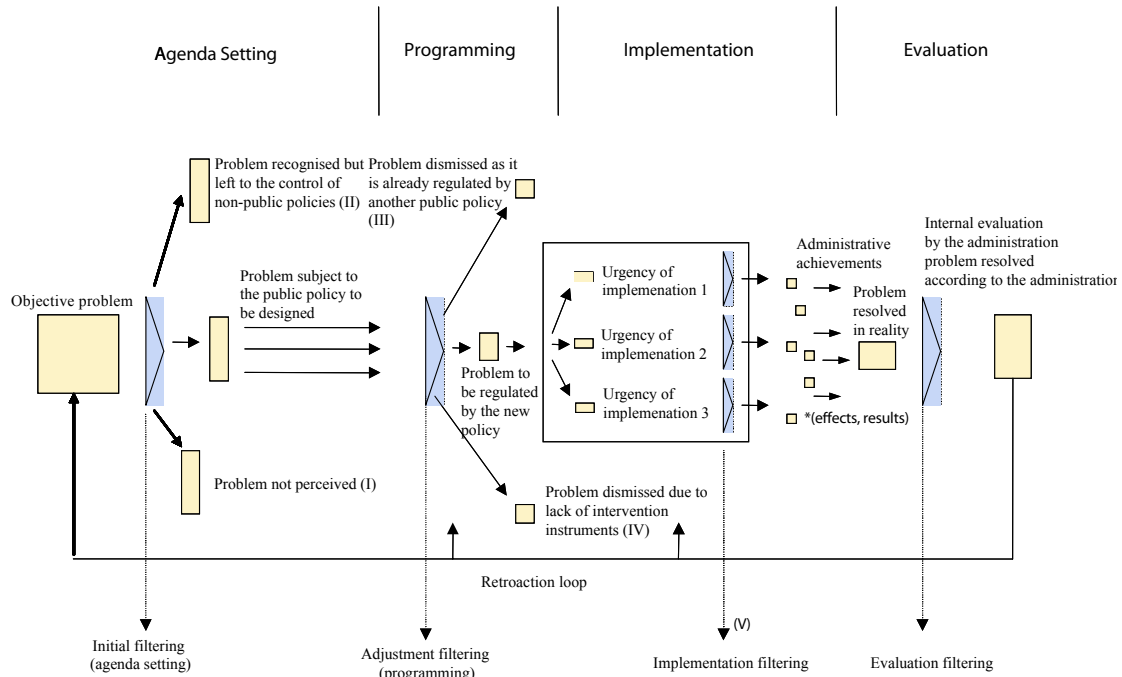 Agenda Setting
Programming
Implementation
Evaluation
Problem recognised but
left to the control of
non-public policies (II)
Problem dismissed as it
is already regulated by
another public policy
(III)
Internal evaluation
by the administration
problem resolved
according to the administration
Administrative
achievements
Objective problem
Problem subject to
the public policy to
be designed
Urgency of
implemenation 1
Urgency of
implemenation 2
Urgency of
implemenation 3
Problem
resolved
in reality
Problem to
be regulated
by the new
policy
*(effects, results)
Problem not perceived (I)
Problem dismissed due to
lack of intervention
instruments (IV)
Retroaction loop
(V)
Initial filtering
(agenda setting)
Adjustment filtering
(programming)
Implementation filtering
Evaluation filtering